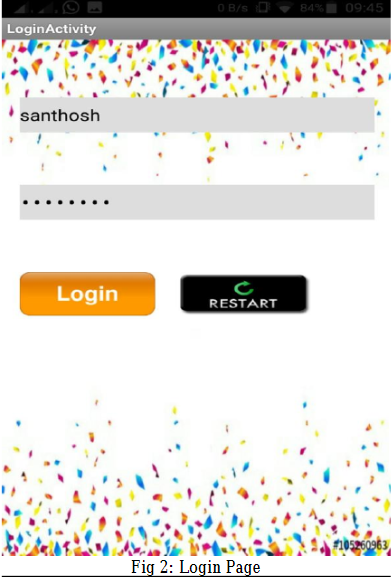 0 B/s 84% 09:45
LoginActivity
santhosh
••••••••
Login
RESTART
#105260963
Fig 2: Login Page